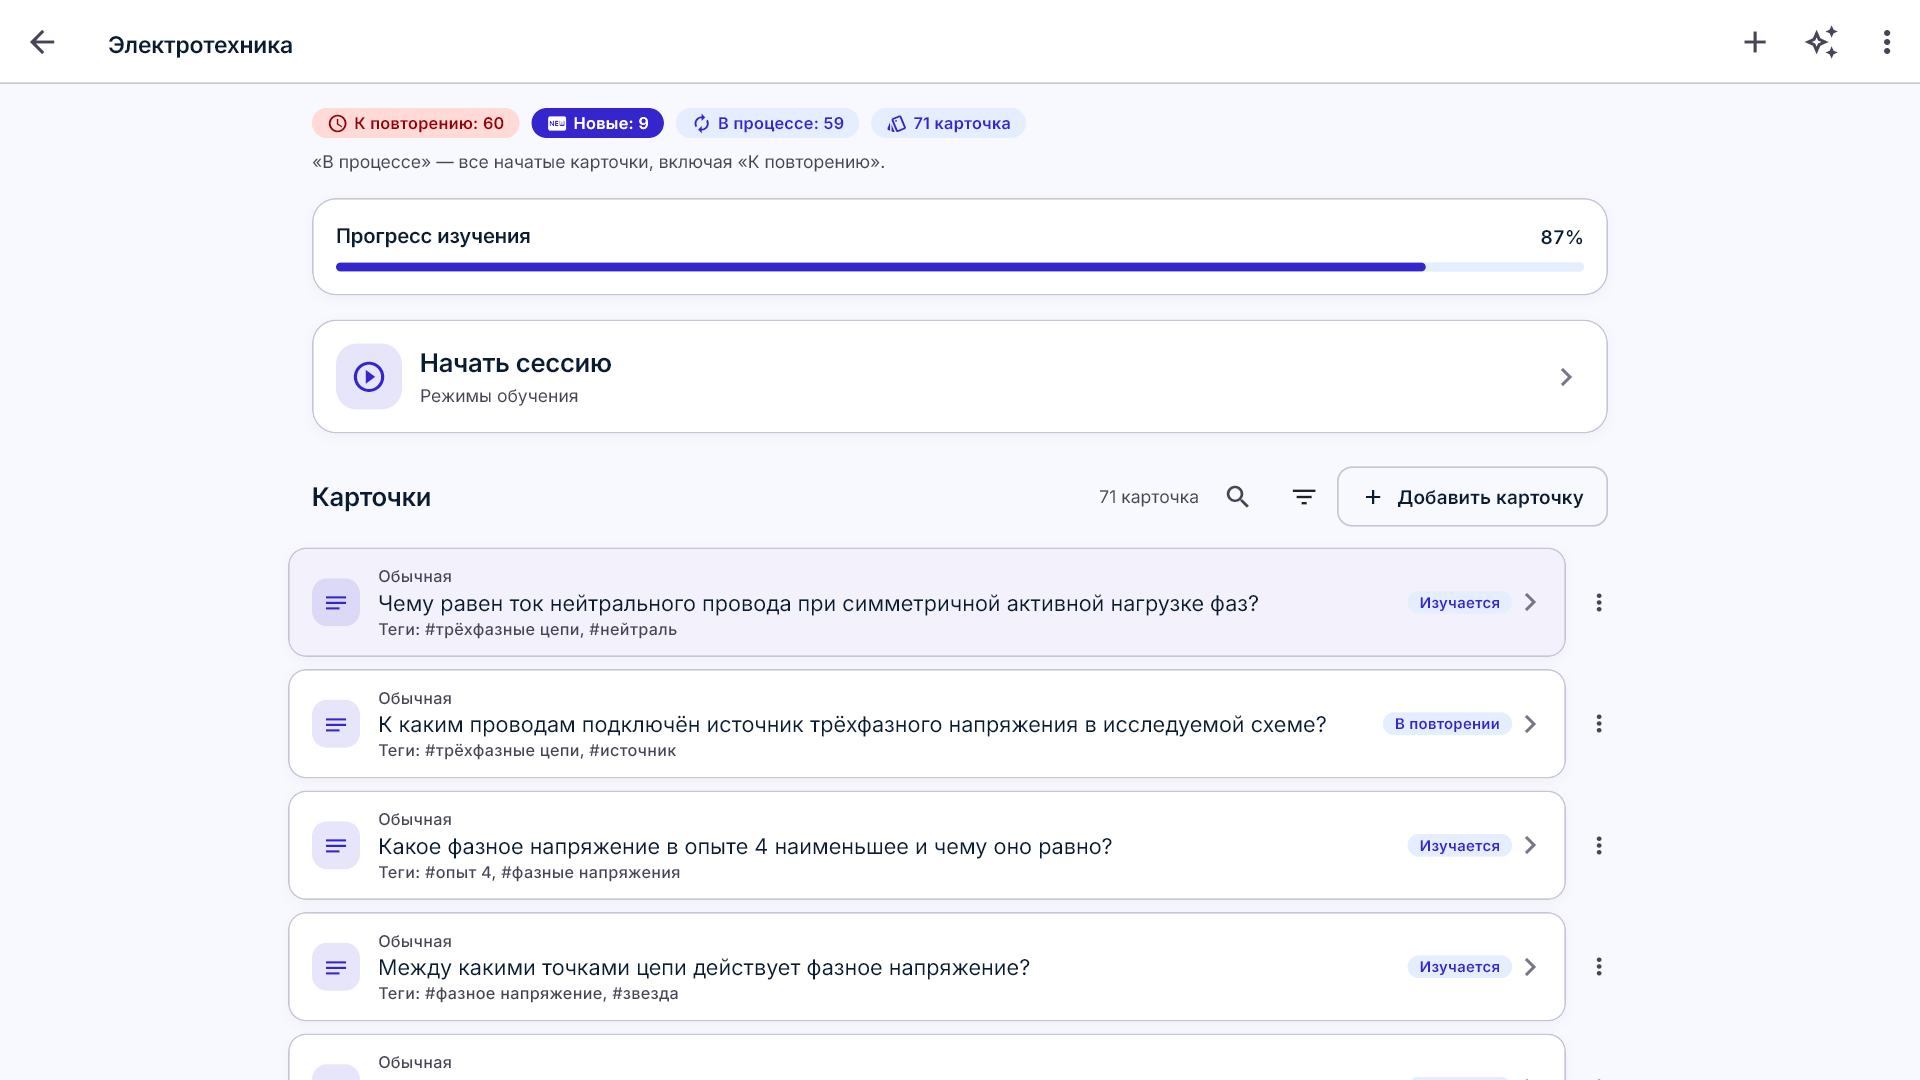 Электротехника
К повторению: 60
NEW Новые: 9
В процессе: 59
71 карточка
«В процессе» — все начатые карточки, включая «К повторению».
Прогресс изучения
87%
Начать сессию
Режимы обучения
Карточки
71 карточка
Добавить карточку
Обычная
Чему равен ток нейтрального провода при симметричной активной нагрузке фаз?
Теги: #трёхфазные цепи, #нейтраль
Изучается
Обычная
К каким проводам подключён источник трёхфазного напряжения в исследуемой схеме?
Теги: #трёхфазные цепи, #источник
В повторении
Обычная
Какое фазное напряжение в опыте 4 наименьшее и чему оно равно?
Теги: #опыт 4, #фазные напряжения
Изучается
Обычная
Между какими точками цепи действует фазное напряжение?
Теги: #фазное напряжение, #звезда
Изучается
Обычная